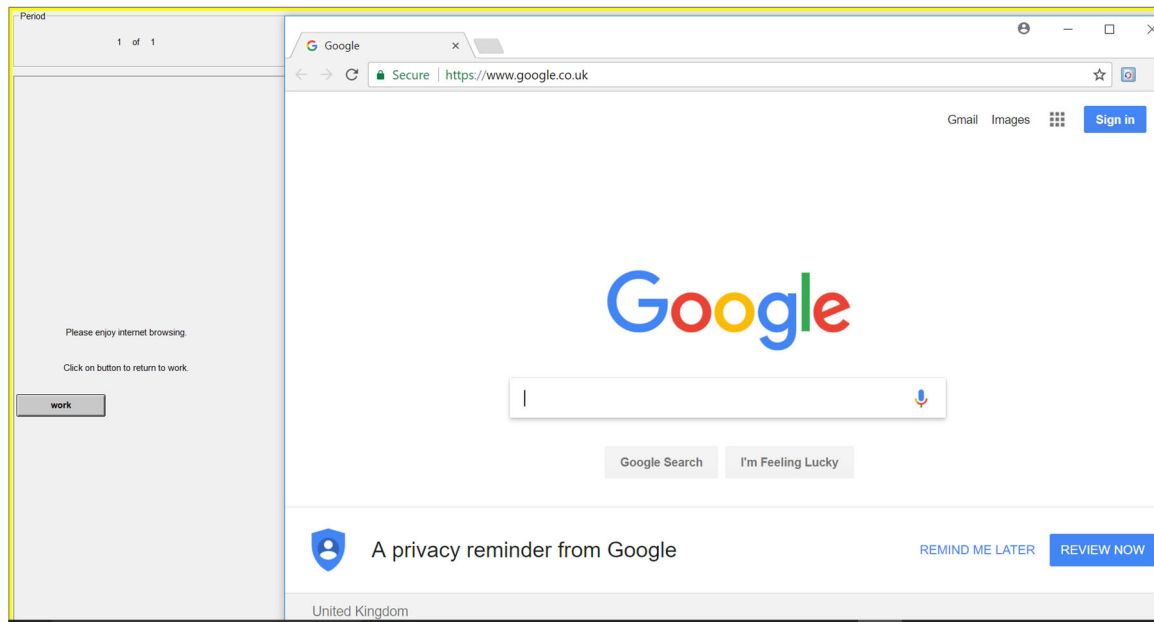 Period
1 of 1
Please enjoy internet browsing.
Click on button to return to work.
work
Google
Secure
https://www.google.co.uk
Gmail Images
Sign in
Google
Google Search
I'm Feeling Lucky
A privacy reminder from Google
REMIND ME LATER
REVIEW NOW
United Kingdom